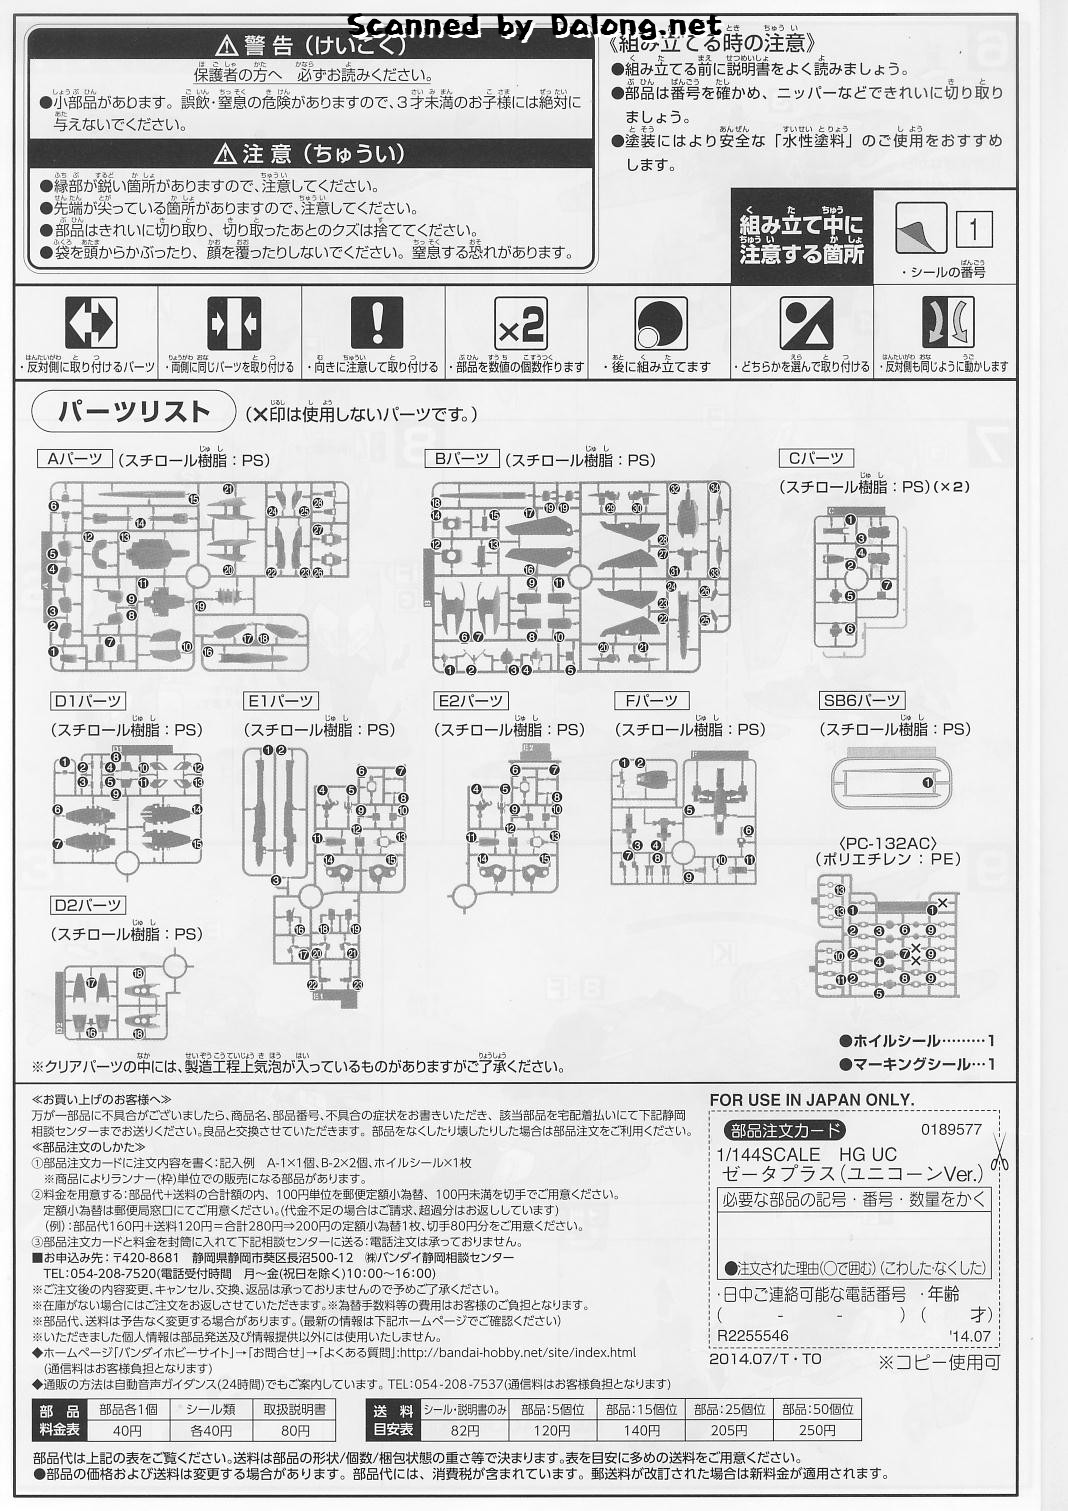 Scanned by Dalong.net
⚠警告(けいこく)
保護者の方へ 必ずお読みください。
●小部品があります。誤飲・窒息の危険がありますので、3才未満のお子様には絶対に
与えないでください。
⚠注意(ちゅうい)
●縁部が鋭い箇所がありますので、注意してください。
●先端が尖っている箇所がありますので、注意してください。
●部品はきれいに切り取り、切り取ったあとのクズは捨ててください。
●袋を頭からかぶったり、顔を覆ったりしないでください。窒息する恐れがあります。
《組み立てる時の注意》
●組み立てる前に説明書をよく読みましょう。
●部品は番号を確かめ、ニッパーなどできれいに切り取り
ましょう。
●塗装にはより安全な「水性塗料」のご使用をおすすめ
します。
組み立て中に
注意する箇所
1
・シールの番号
×2
・反対側に取り付けるパーツ
・両側に同じパーツを取り付ける
・向きに注意して取り付ける
・部品を数値の個数作ります
・後に組み立てます
・どちらかを選んで取り付ける
・反対側も同じように動かします
パーツリスト (×印は使用しないパーツです。)
Aパーツ (スチロール樹脂：PS)
Bパーツ (スチロール樹脂：PS)
Cパーツ
(スチロール樹脂：PS)(×2)
D1パーツ
(スチロール樹脂：PS)
E1パーツ
(スチロール樹脂：PS)
E2パーツ
(スチロール樹脂：PS)
Fパーツ
(スチロール樹脂：PS)
SB6パーツ
(スチロール樹脂：PS)
〈PC-132AC〉
(ポリエチレン：PE)
D2パーツ
(スチロール樹脂：PS)
●ホイルシール………1
●マーキングシール…1
※クリアパーツの中には、製造工程上気泡が入っているものがありますがご了承ください。
≪お買い上げのお客様へ≫
万が一部品に不具合がございましたら、商品名、部品番号、不具合の症状をお書きいただき、該当部品を宅配着払いにて下記静岡
相談センターまでお送りください。良品と交換させていただきます。 部品をなくしたり壊したりした場合は部品注文をご利用ください。
≪部品注文のしかた≫
①部品注文カードに注文内容を書く：記入例 A-1×1個、B-2×2個、ホイルシール×1枚
※商品によりランナー(枠)単位での販売になる部品があります。
②料金を用意する：部品代+送料の合計額の内、100円単位を郵便定額小為替、100円未満を切手でご用意ください。
定額小為替は郵便局窓口にてご用意ください。(代金不足の場合はご請求、超過分はお返ししています)
(例)：部品代160円+送料120円=合計280円⇒200円の定額小為替1枚、切手80円分をご用意ください。
③部品注文カードと料金を封筒に入れて下記相談センターに送る：電話注文は承っておりません。
■お申込み先：〒420-8681 静岡県静岡市葵区長沼500-12 ㈱バンダイ静岡相談センター
TEL：054-208-7520(電話受付時間 月〜金(祝日を除く)10：00〜16：00)
※ご注文後の内容変更、キャンセル、交換、返品は承っておりませんので予めご了承ください。
※在庫がない場合にはご注文をお返しさせていただきます。※為替手数料等の費用はお客様のご負担となります。
※部品代、送料は予告なく変更する場合があります。(最新の情報は下記ホームページでご確認ください)
※いただきました個人情報は部品発送及び情報提供以外には使用いたしません。
◆ホームページ「バンダイホビーサイト」→「お問合せ」→「よくある質問」:http://bandai-hobby.net/site/index.html
(通信料はお客様負担となります)
◆通販の方法は自動音声ガイダンス(24時間)でもご案内しています。TEL：054-208-7537(通信料はお客様負担となります)
FOR USE IN JAPAN ONLY.
部品注文カード 0189577
1/144SCALE HG UC
ゼータプラス(ユニコーンVer.)
必要な部品の記号・番号・数量をかく
●注文された理由(○で囲む)(こわした・なくした)
・日中ご連絡可能な電話番号 ・年齢
( - - ) ( 才)
R2255546 '14.07
2014.07/T・TO ※コピー使用可
部品料金表 部品各1個 シール類 取扱説明書
40円 各40円 80円
送料目安表 シール・説明書のみ 部品：5個位 部品：15個位 部品：25個位 部品：50個位
82円 120円 140円 205円 250円
部品代は上記の表をご覧ください。送料は部品の形状/個数/梱包状態の重さ等で決まります。表を目安に多めの送料をご用意ください。
●部品の価格および送料は変更する場合があります。部品代には、消費税が含まれています。郵送料が改訂された場合は新料金が適用されます。